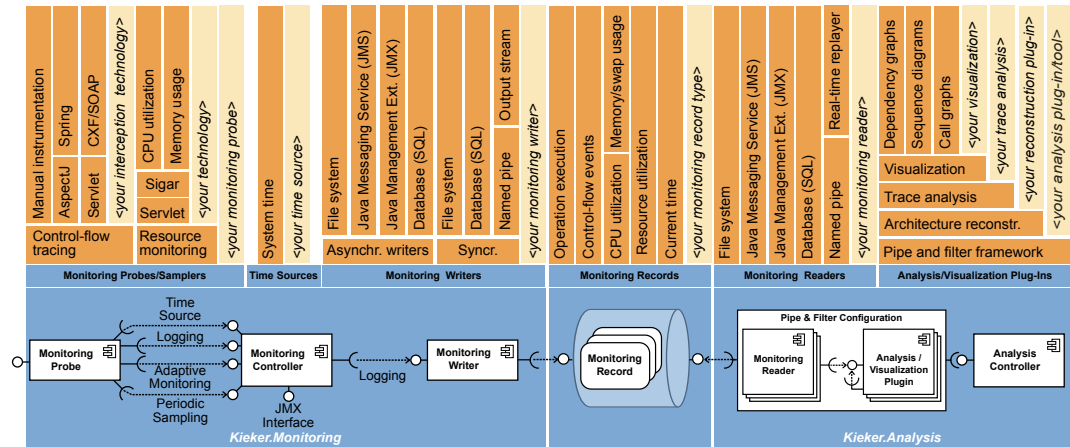 Manual instrumentation
AspectJ
Spring
Servlet
CXF/SOAP
<your interception technology>
CPU utilization
Memory usage
Sigar
Servlet
<your technology>
<your monitoring probe>
Control-flow
tracing
Resource
monitoring
System time
<your time source>
File system
Java Messaging Service (JMS)
Java Management Ext. (JMX)
Database (SQL)
File system
Database (SQL)
Named pipe
Output stream
<your monitoring writer>
Asynchr. writers
Syncr.
Operation execution
Control-flow events
CPU utilization
Memory/swap usage
Resource utilization
Current time
<your monitoring record type>
File system
Java Messaging Service (JMS)
Java Management Ext. (JMX)
Database (SQL)
Named pipe
Real-time replayer
<your monitoring reader>
Dependency graphs
Sequence diagrams
Call graphs
<your visualization>
<your trace analysis>
<your reconstruction plug-in>
<your analysis plug-in/tool>
Visualization
Trace analysis
Architecture reconstr.
Pipe and filter framework
Monitoring Probes/Samplers
Time Sources
Monitoring Writers
Monitoring Records
Monitoring Readers
Analysis/Visualization Plug-Ins
Monitoring
Probe
Time
Source
Logging
Adaptive
Monitoring
Periodic
Sampling
Monitoring
Controller
JMX
Interface
Logging
Monitoring
Writer
Monitoring
Record
Pipe & Filter Configuration
Monitoring
Reader
Analysis /
Visualization
Plugin
Analysis
Controller
Kieker.Monitoring
Kieker.Analysis